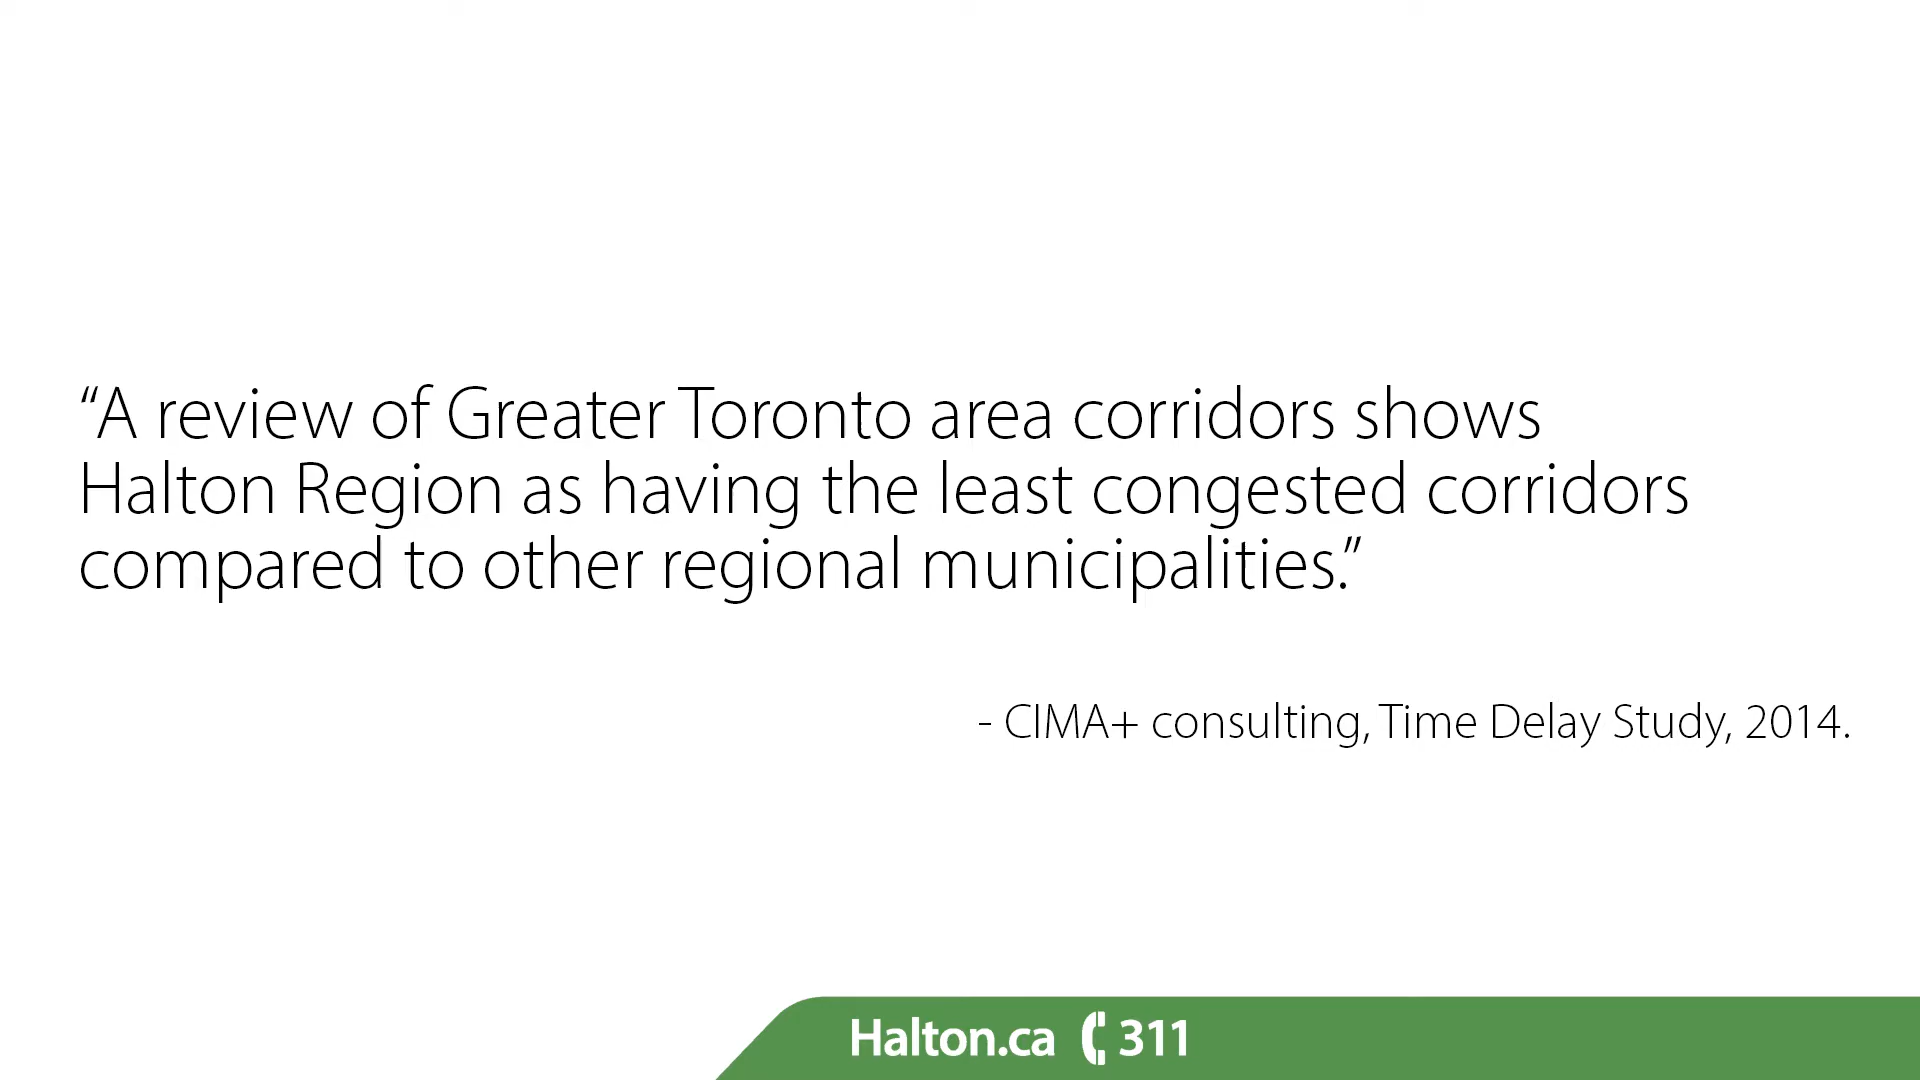 “A review of Greater Toronto area corridors shows
Halton Region as having the least congested corridors
compared to other regional municipalities.”
- CIMA+ consulting, Time Delay Study, 2014.
Halton.ca 311